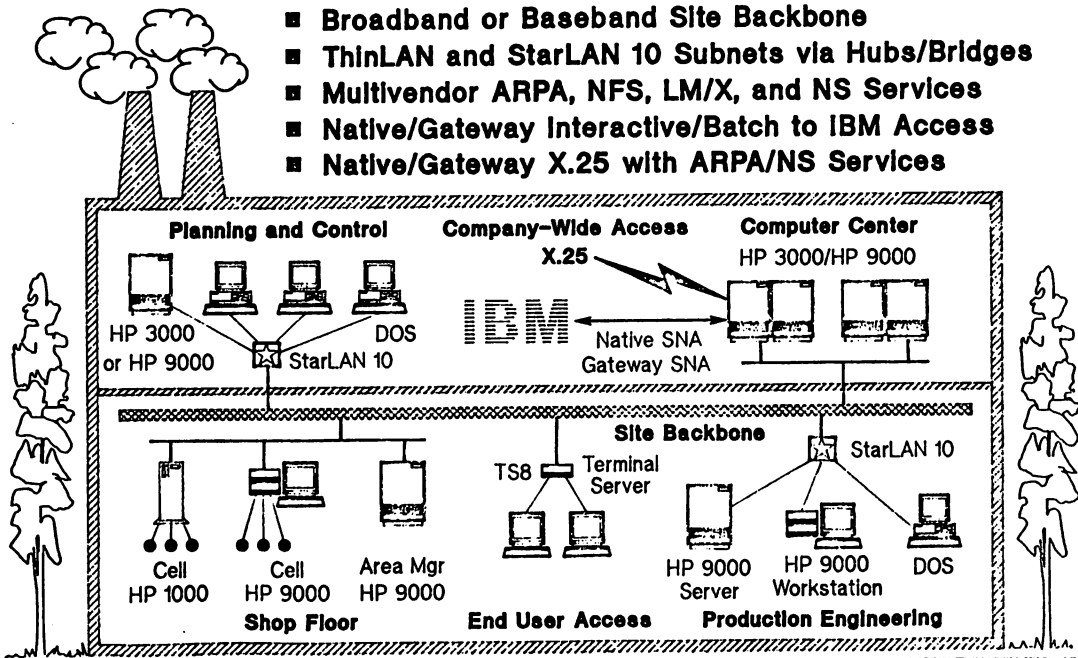 Broadband or Baseband Site Backbone
ThinLAN and StarLAN 10 Subnets via Hubs/Bridges
Multivendor ARPA, NFS, LM/X, and NS Services
Native/Gateway Interactive/Batch to IBM Access
Native/Gateway X.25 with ARPA/NS Services
Planning and Control
HP 3000
or HP 9000
StarLAN 10
DOS
Company-Wide Access
X.25
IBM
Native SNA
Gateway SNA
Computer Center
HP 3000/HP 9000
Site Backbone
Cell
HP 1000
Cell
HP 9000
Area Mgr
HP 9000
Shop Floor
TS8
Terminal
Server
End User Access
StarLAN 10
HP 9000
Server
HP 9000
Workstation
DOS
Production Engineering